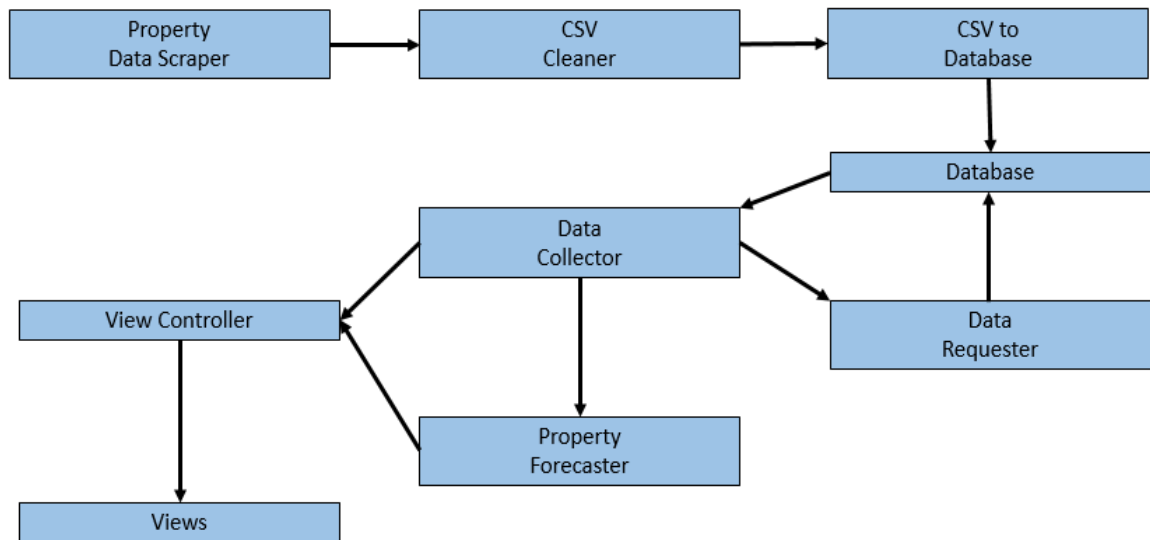 Property
Data Scraper
CSV
Cleaner
CSV to
Database
Database
Data
Collector
View Controller
Data
Requester
Property
Forecaster
Views